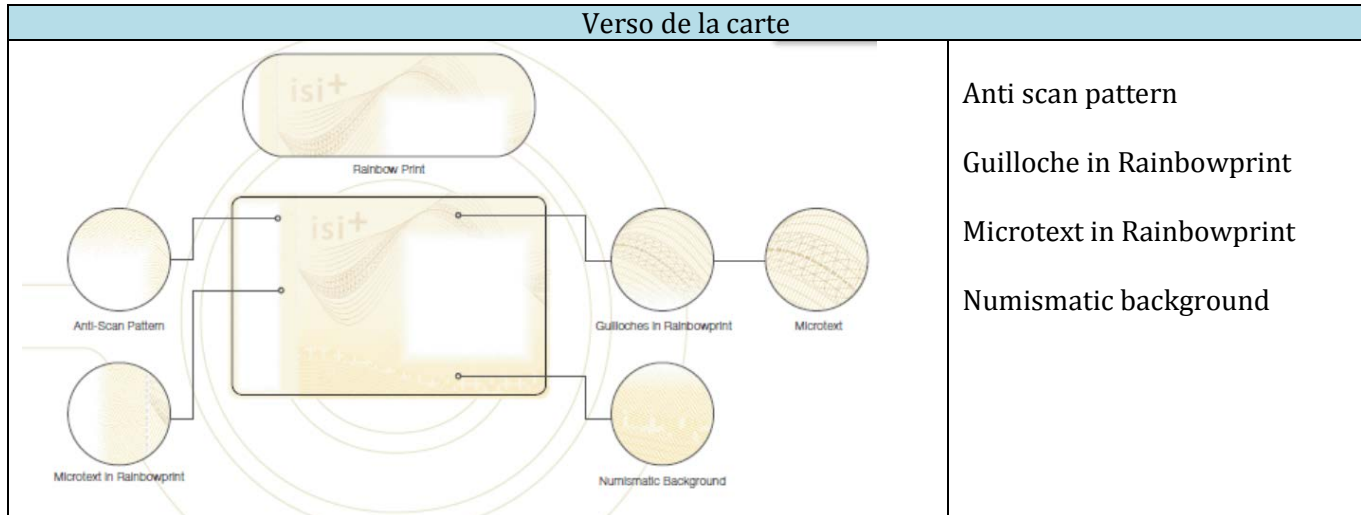 Verso de la carte
isi+
Rainbow Print
isi+
Anti-Scan Pattern
Guilloches in Rainbowprint
Microtext
Microtext in Rainbowprint
Numismatic Background
Anti scan pattern
Guilloche in Rainbowprint
Microtext in Rainbowprint
Numismatic background